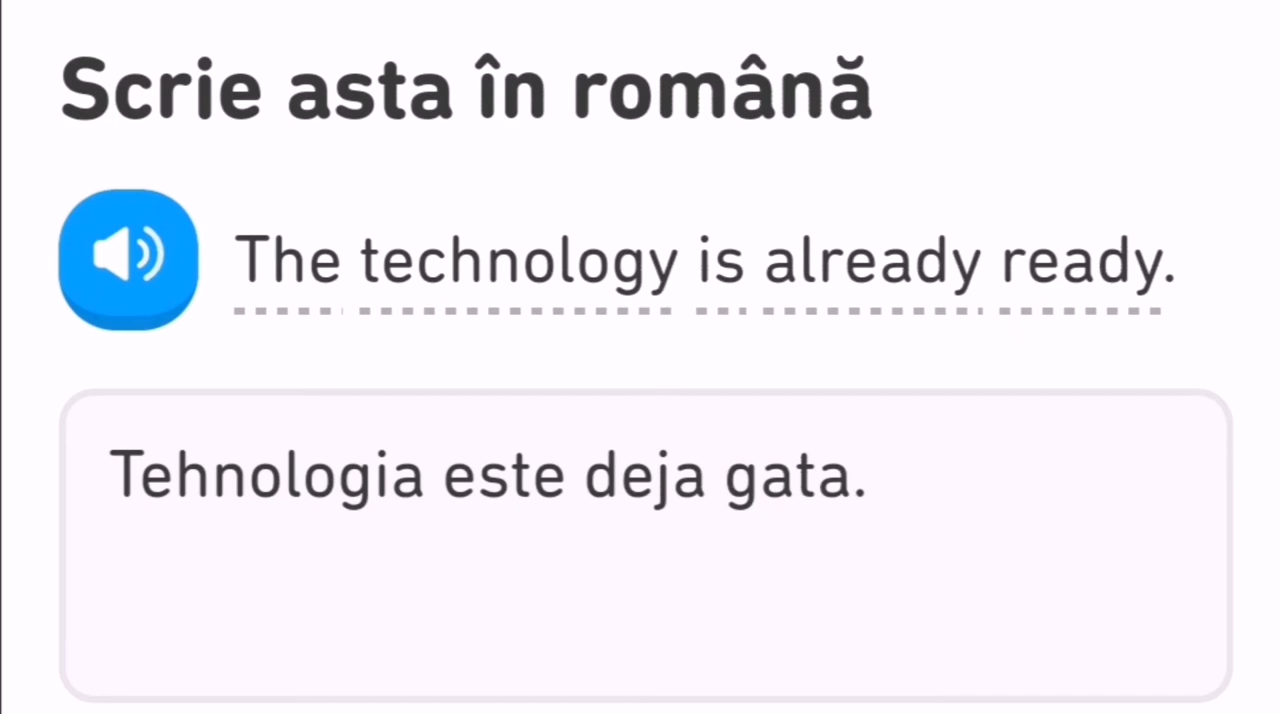 Scrie asta în română
The technology is already ready.
Tehnologia este deja gata.